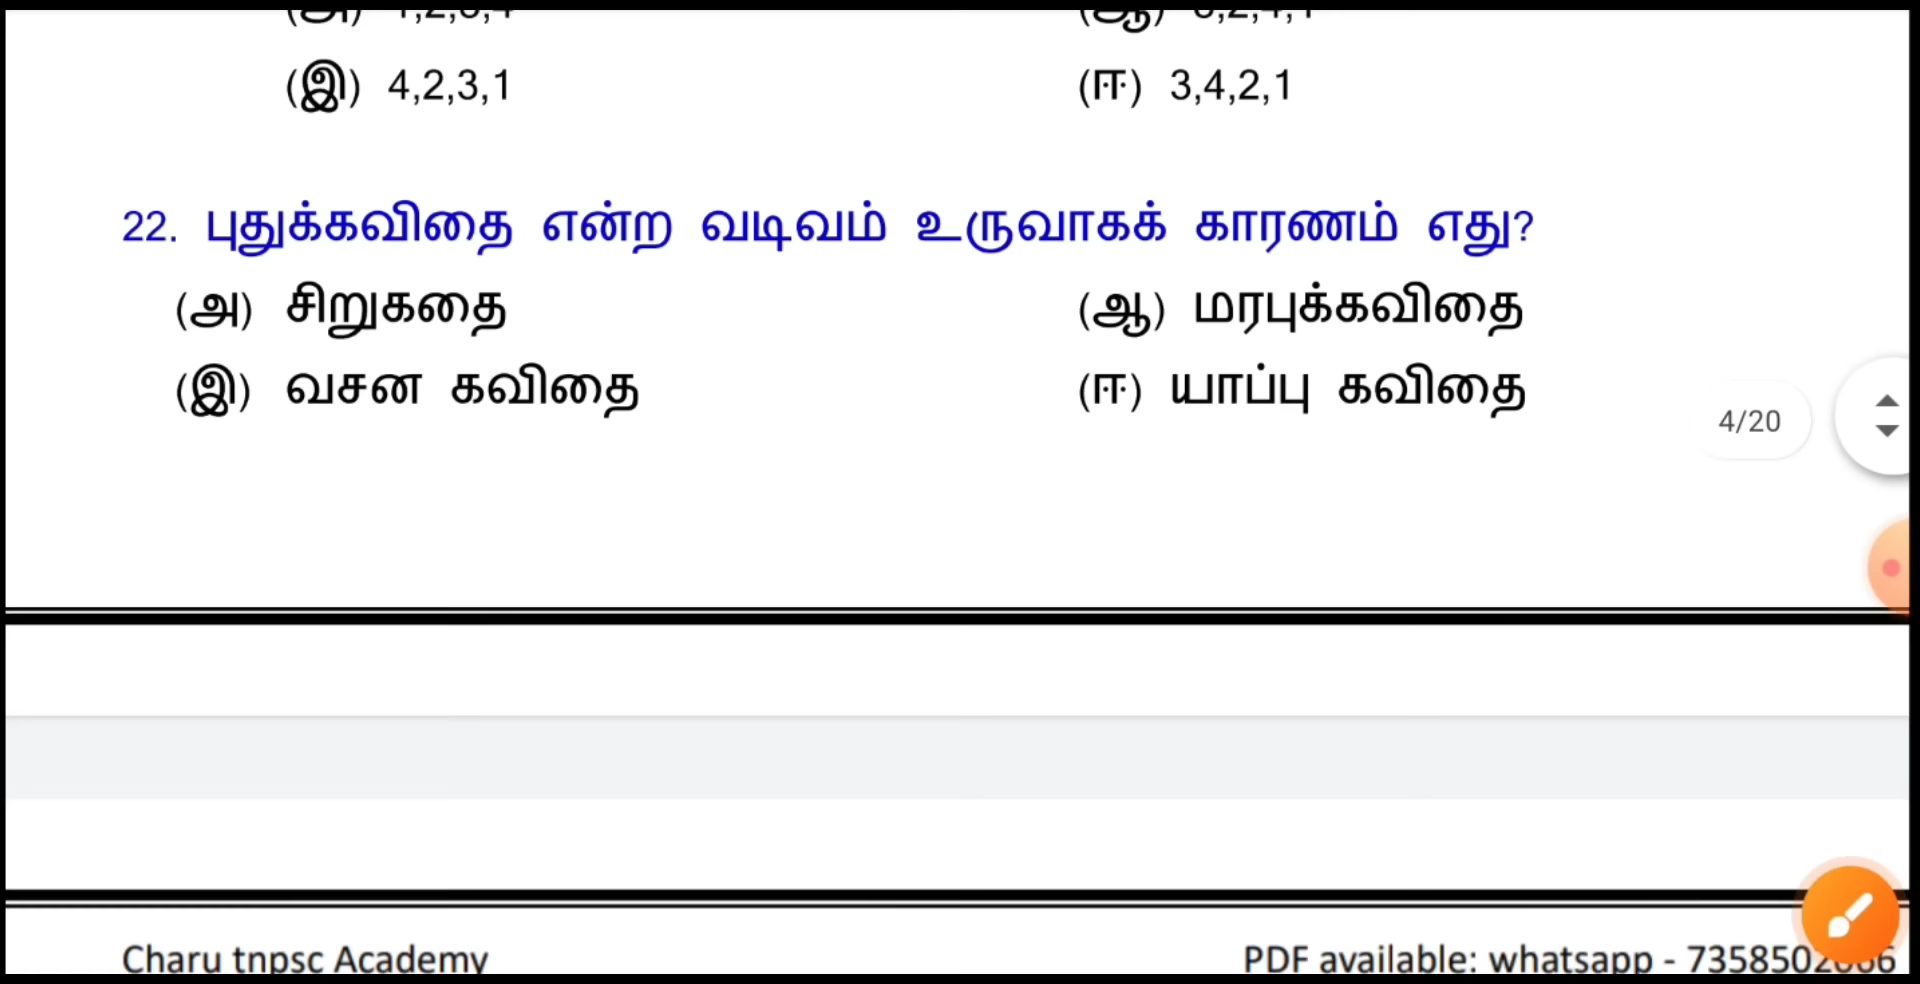 (இ) 4,2,3,1 (ஈ) 3,4,2,1
22. புதுக்கவிதை என்ற வடிவம் உருவாகக் காரணம் எது?
(அ) சிறுகதை (ஆ) மரபுக்கவிதை
(இ) வசன கவிதை (ஈ) யாப்பு கவிதை
4/20
Charu tnpsc Academy PDF available: whatsapp -